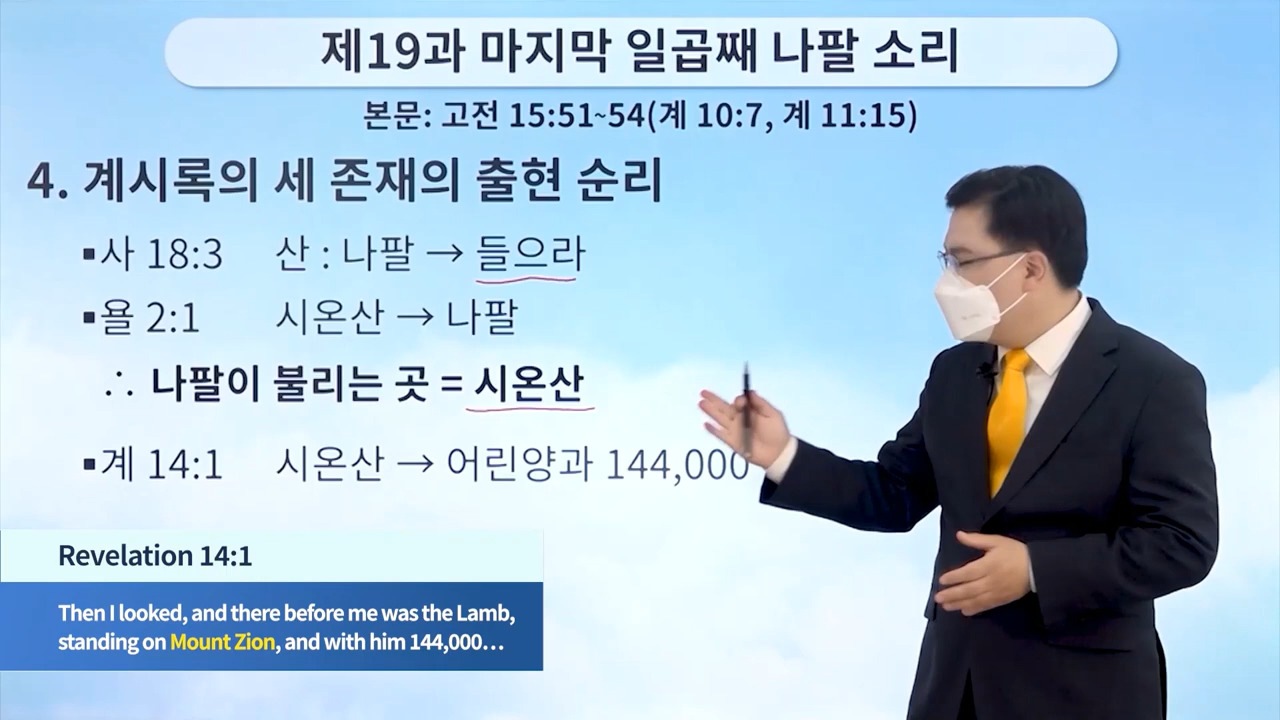 제19과 마지막 일곱째 나팔 소리
본문: 고전 15:51~54(계 10:7, 계 11:15)
4. 계시록의 세 존재의 출현 순리
▪사 18:3 산 : 나팔 → 들으라
▪욜 2:1 시온산 → 나팔
∴ 나팔이 불리는 곳 = 시온산
▪계 14:1 시온산 → 어린양과 144,000
Revelation 14:1
Then I looked, and there before me was the Lamb,
standing on Mount Zion, and with him 144,000…